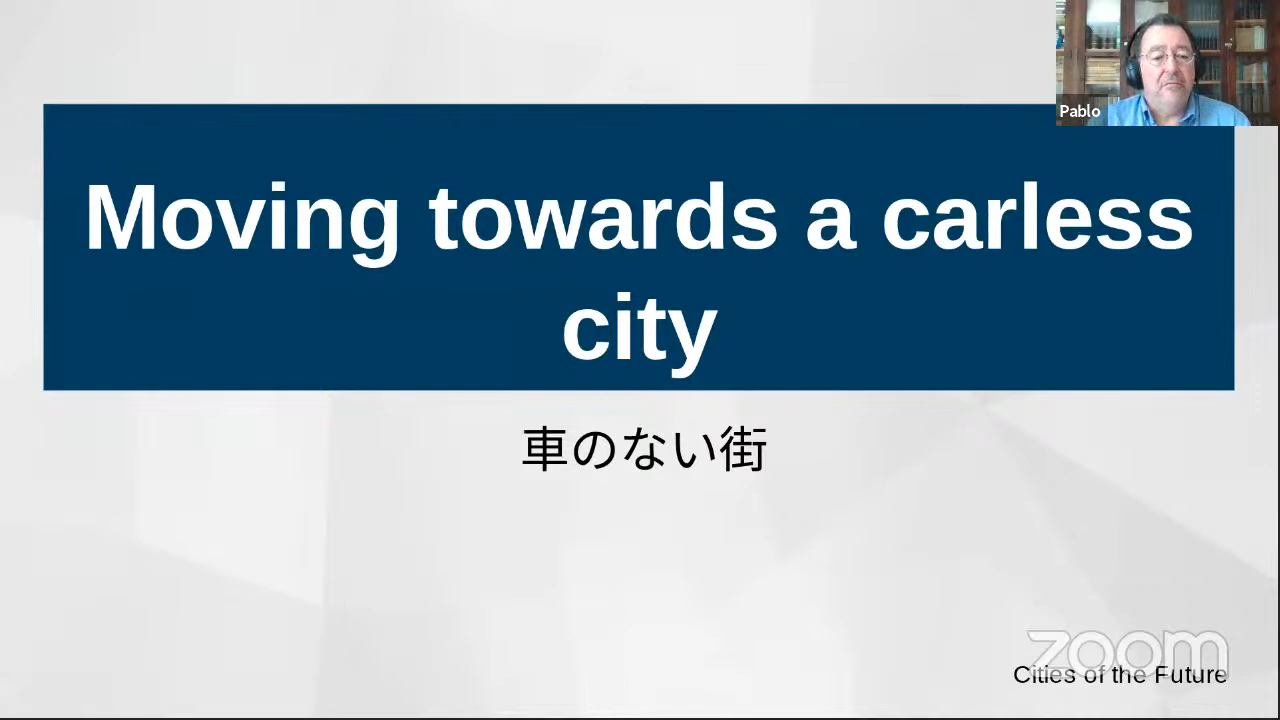 Pablo
Moving towards a carless
city
車のない街
zoom
Cities of the Future